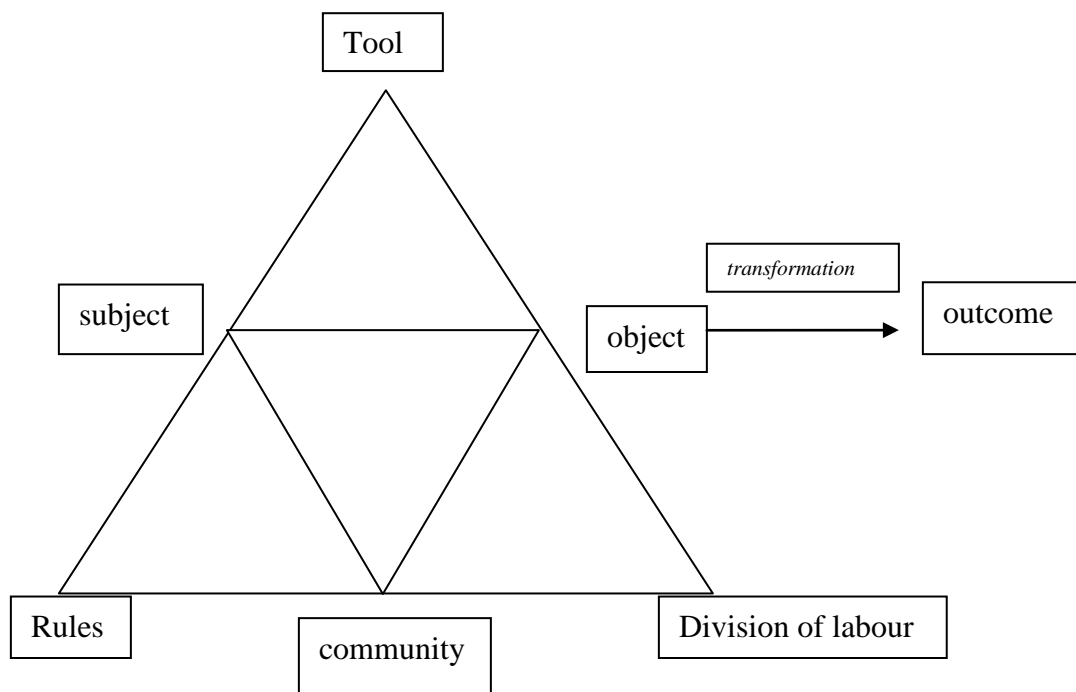 Tool
transformation
subject
object
outcome
Rules
community
Division of labour